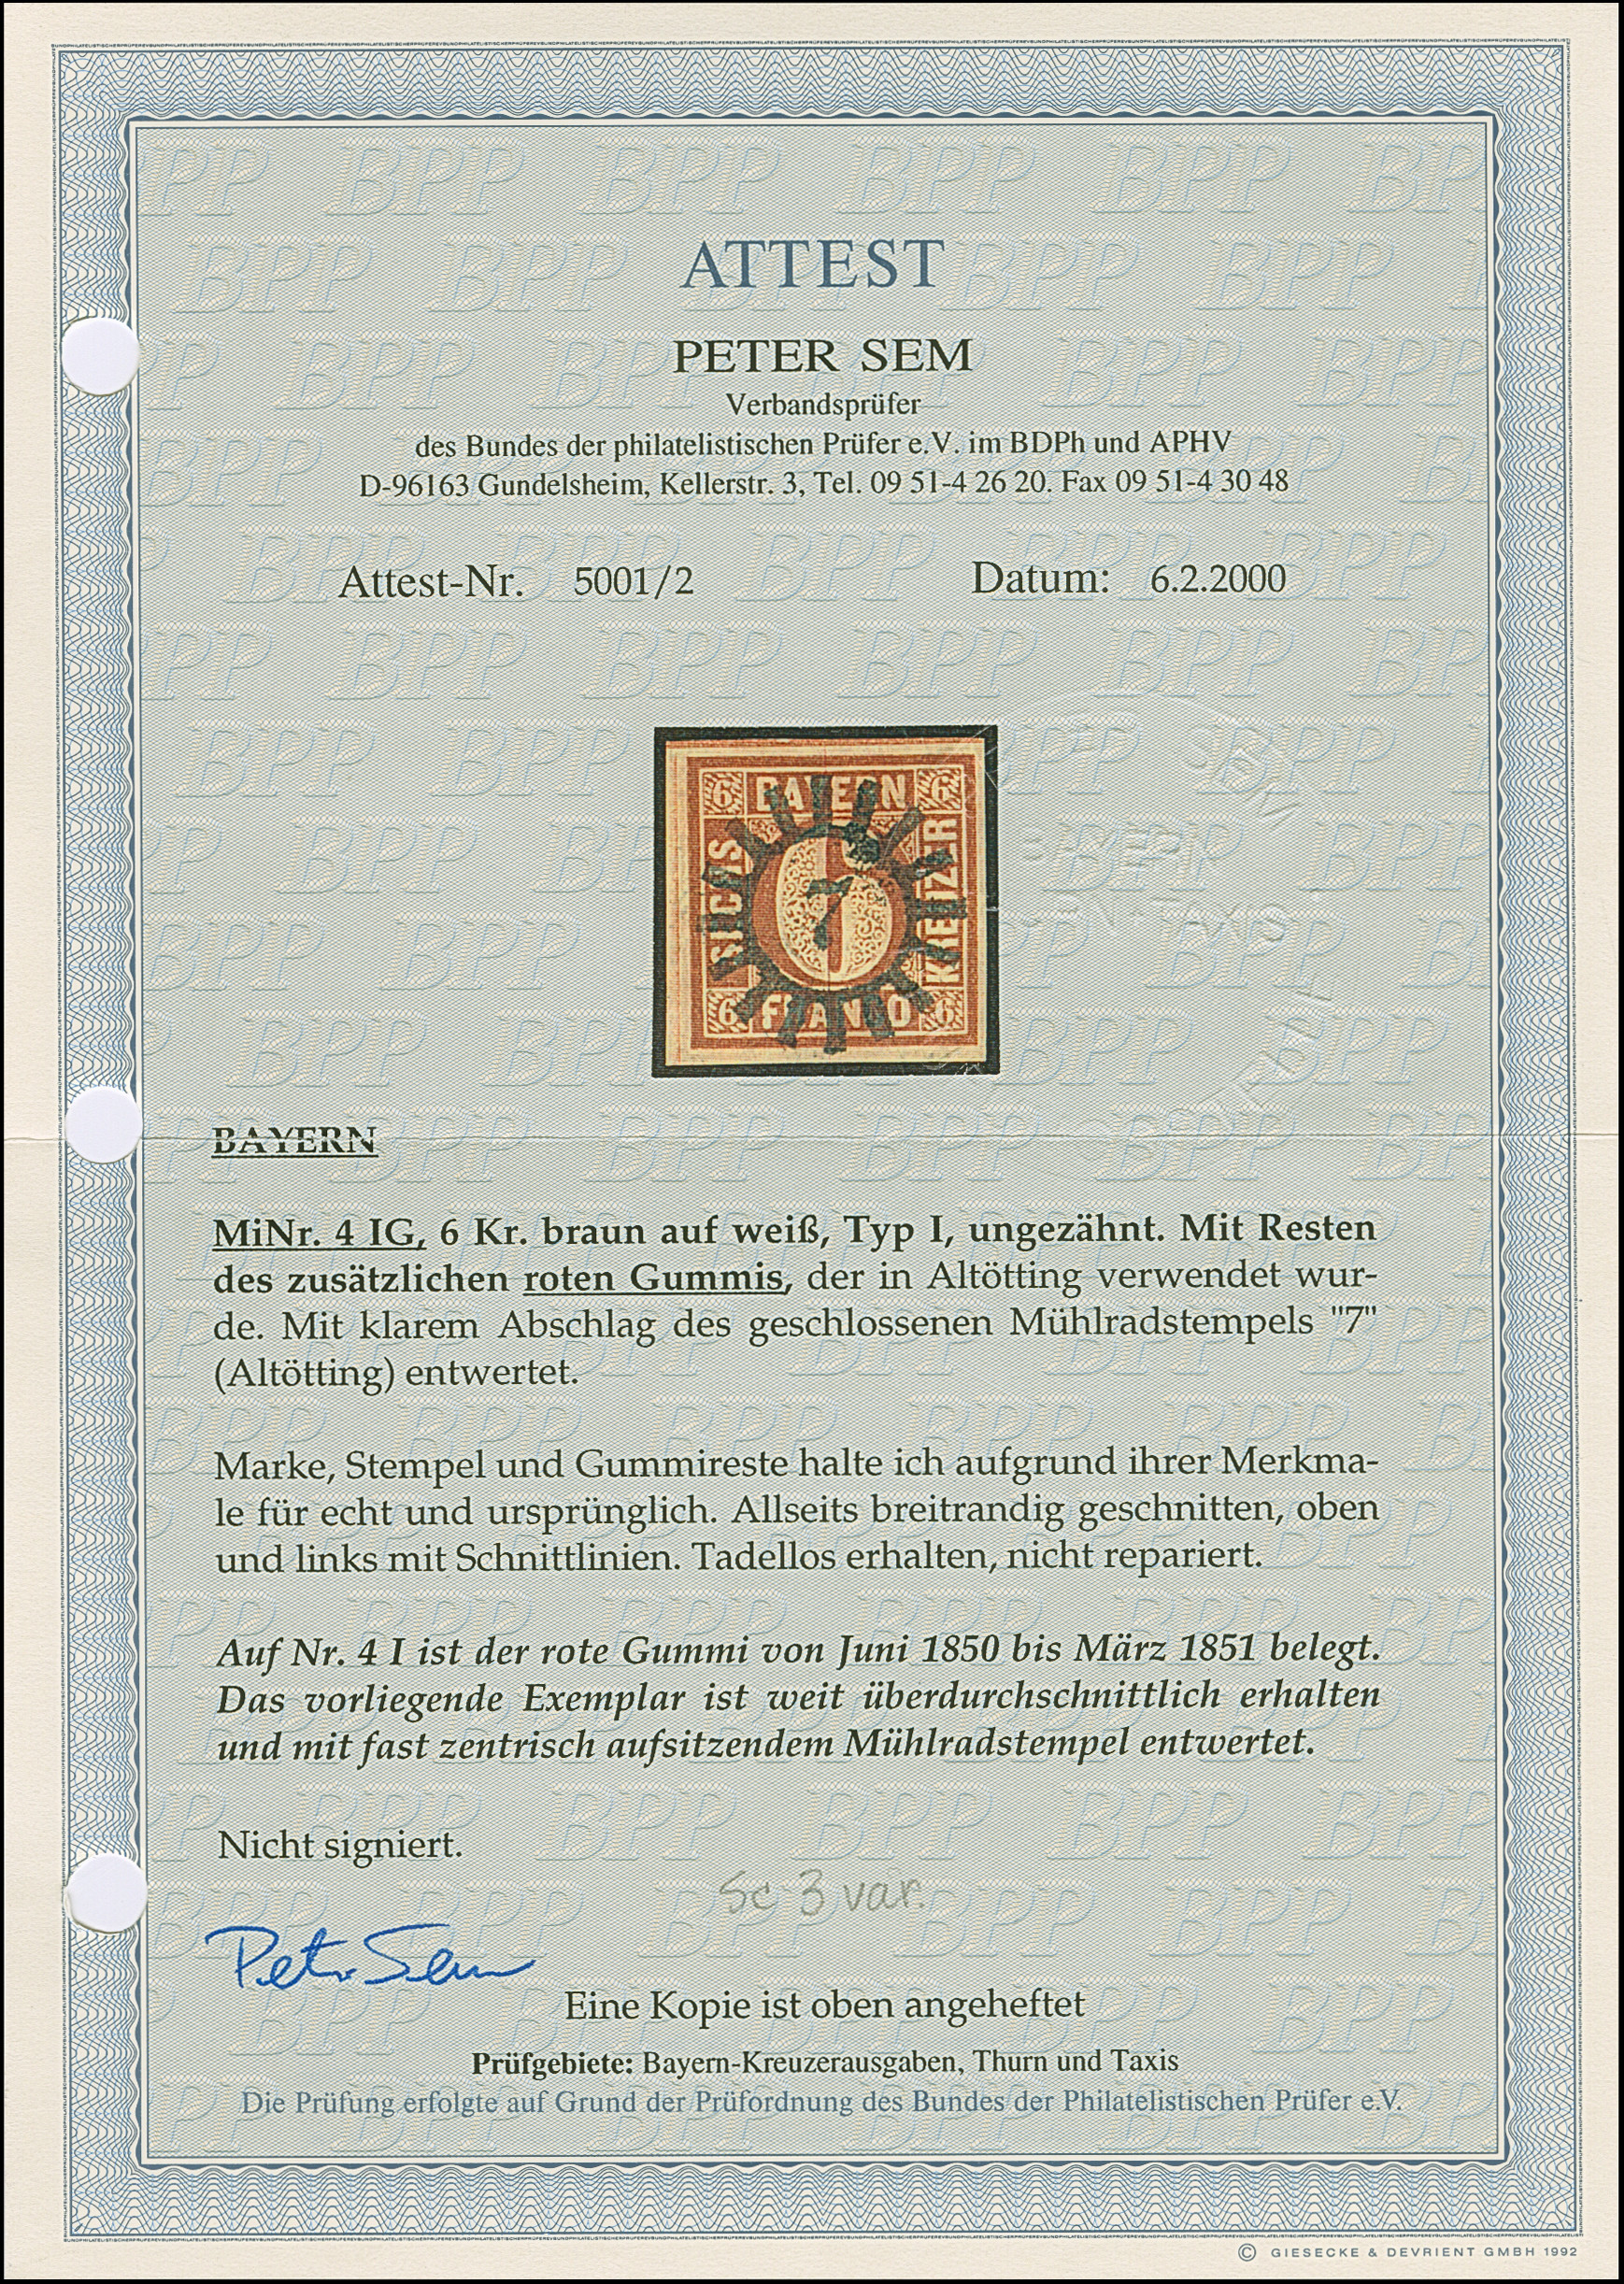 ATTEST
PETER SEM
Verbandsprüfer
des Bundes der philatelistischen Prüfer e.V. im BDPh und APHV
D-96163 Gundelsheim, Kellerstr. 3, Tel. 09 51-4 26 20. Fax 09 51-4 30 48
Attest-Nr. 5001/2 Datum: 6.2.2000
6 BAYERN 6
SECHS
7
KREUZER
6 FRANCO 6
SEM
BAYERN
BAYERN
MiNr. 4 IG, 6 Kr. braun auf weiß, Typ I, ungezähnt. Mit Resten
des zusätzlichen roten Gummis, der in Altötting verwendet wur-
de. Mit klarem Abschlag des geschlossenen Mühlradstempels "7"
(Altötting) entwertet.
Marke, Stempel und Gummireste halte ich aufgrund ihrer Merkma-
le für echt und ursprünglich. Allseits breitrandig geschnitten, oben
und links mit Schnittlinien. Tadellos erhalten, nicht repariert.
Auf Nr. 4 I ist der rote Gummi von Juni 1850 bis März 1851 belegt.
Das vorliegende Exemplar ist weit überdurchschnittlich erhalten
und mit fast zentrisch aufsitzendem Mühlradstempel entwertet.
Nicht signiert.
Sc 3 var.
Peter Sem
Eine Kopie ist oben angeheftet
Prüfgebiete: Bayern-Kreuzerausgaben, Thurn und Taxis
Die Prüfung erfolgte auf Grund der Prüfordnung des Bundes der Philatelistischen Prüfer e.V.
© GIESECKE & DEVRIENT GMBH 1992